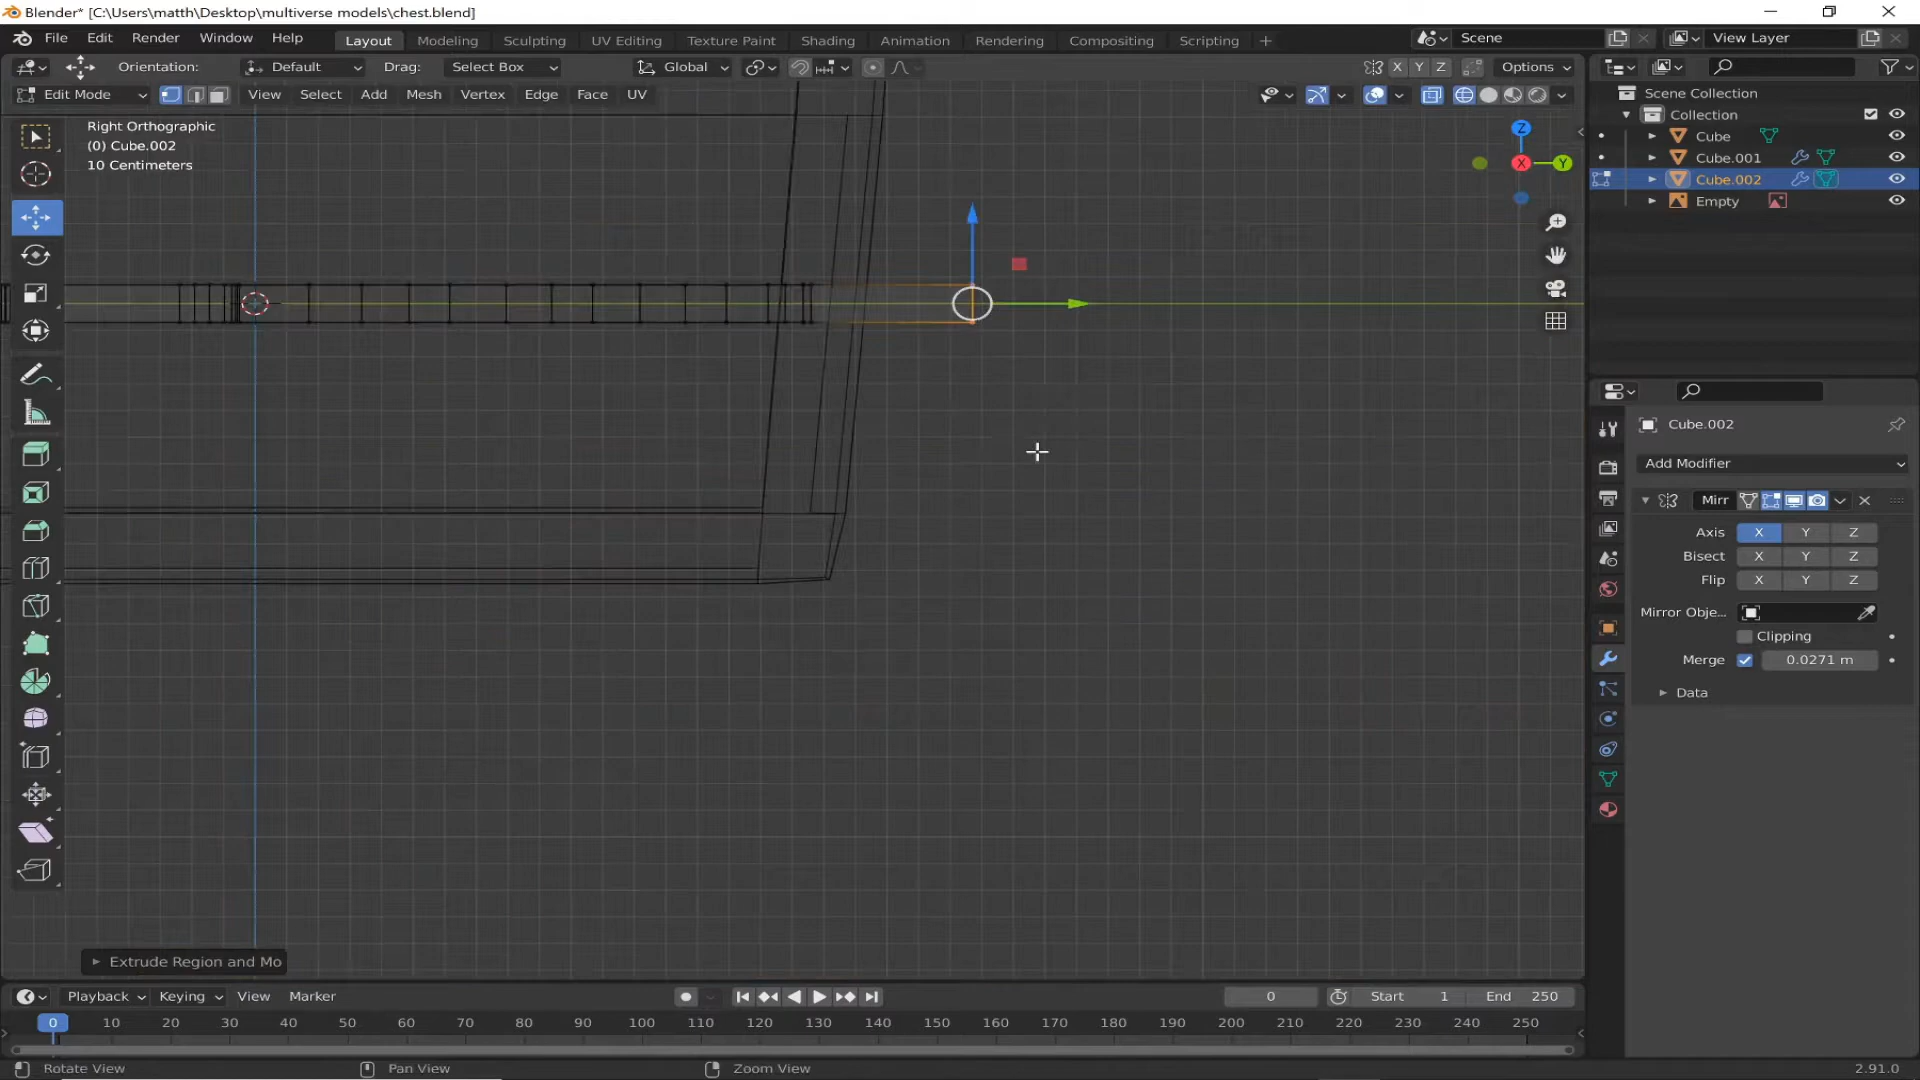 Blender* [C:\Users\matth\Desktop\multiverse models\chest.blend]
File Edit Render Window Help Layout Modeling Sculpting UV Editing Texture Paint Shading Animation Rendering Compositing Scripting + Scene View Layer
Orientation: Default Drag: Select Box Global X Y Z Options
Edit Mode View Select Add Mesh Vertex Edge Face UV
Right Orthographic
(0) Cube.002
10 Centimeters
Z
X
Y
Scene Collection
Collection
Cube
Cube.001
Cube.002
Empty
Cube.002
Add Modifier
Mirr
Axis X Y Z
Bisect X Y Z
Flip X Y Z
Mirror Obje...
Clipping
Merge 0.0271 m
Data
Extrude Region and Mo
Playback Keying View Marker 0 Start 1 End 250
0 10 20 30 40 50 60 70 80 90 100 110 120 130 140 150 160 170 180 190 200 210 220 230 240 250
Rotate View Pan View Zoom View 2.91.0